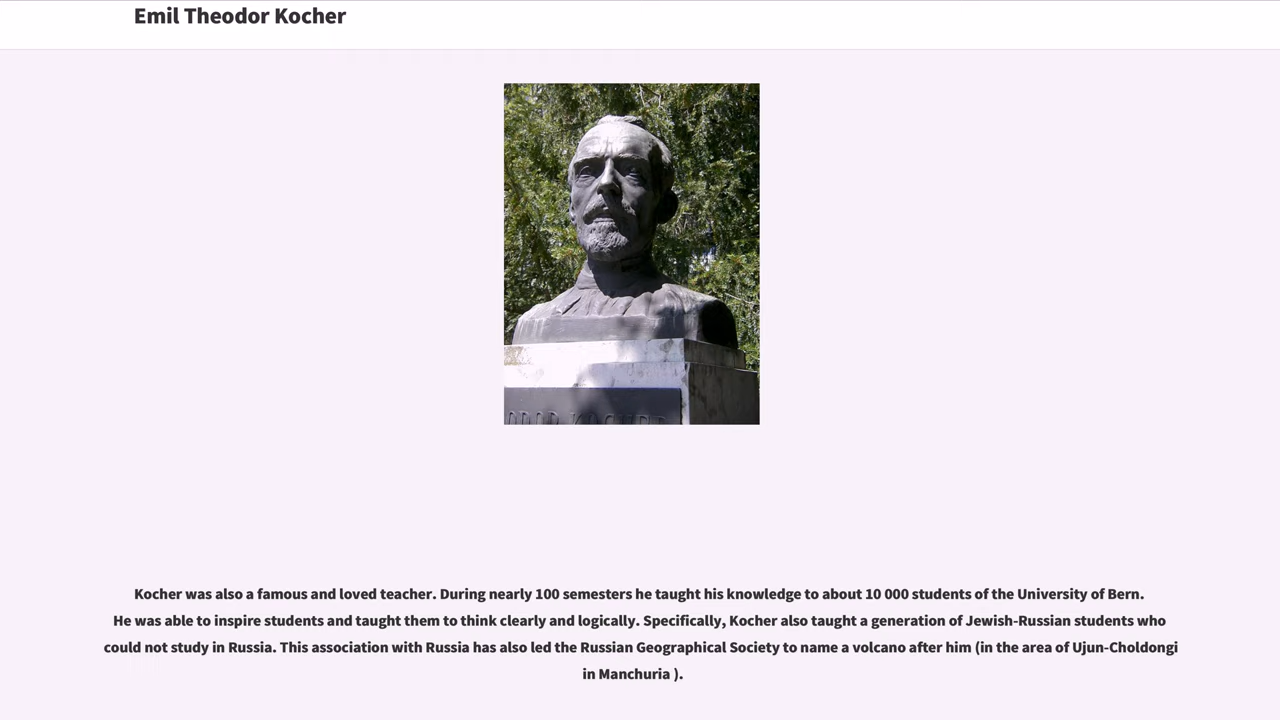 Emil Theodor Kocher
KOCHER
Kocher was also a famous and loved teacher. During nearly 100 semesters he taught his knowledge to about 10 000 students of the University of Bern.
He was able to inspire students and taught them to think clearly and logically. Specifically, Kocher also taught a generation of Jewish-Russian students who
could not study in Russia. This association with Russia has also led the Russian Geographical Society to name a volcano after him (in the area of Ujun-Choldongi
in Manchuria ).